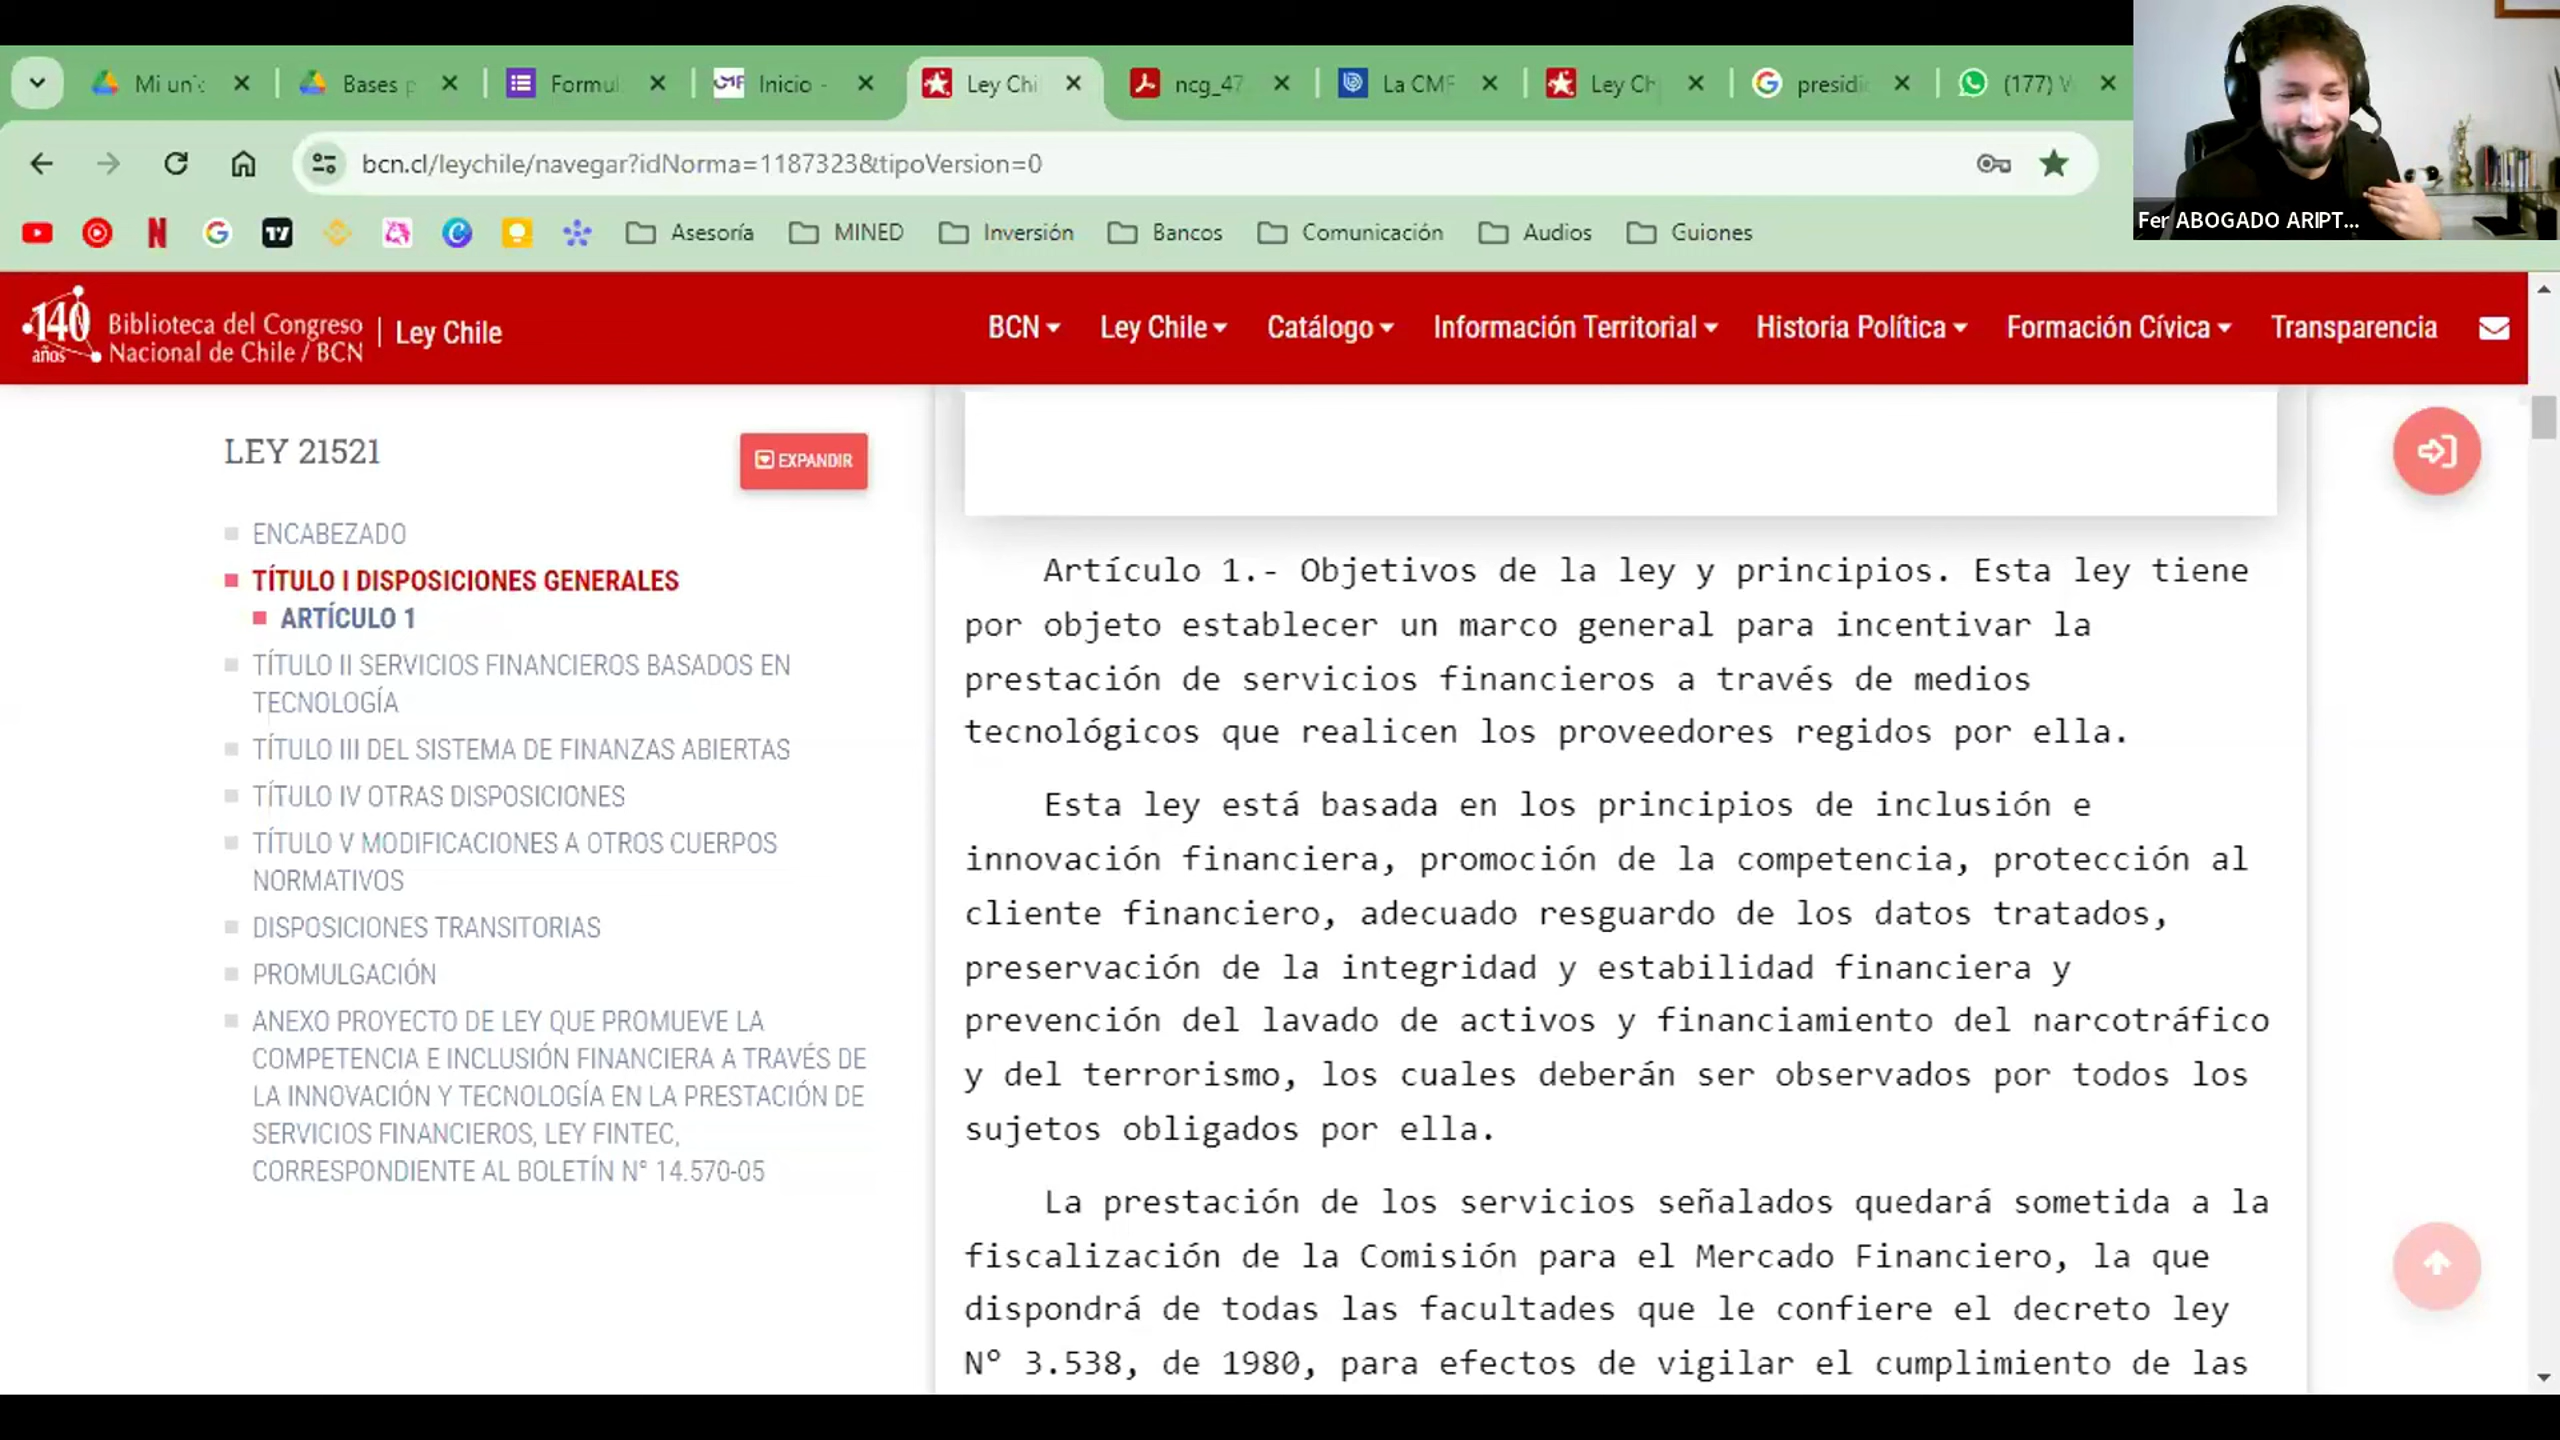 Mi uni
Bases p
Formul
CMF
Inicio -
Ley Chi
ncg_47
La CMF
Ley Ch
presidi
(177) W
bcn.cl/leychile/navegar?idNorma=1187323&tipoVersion=0
Asesoría
MINED
Inversión
Bancos
Comunicación
Audios
Guiones
Fer ABOGADO ARIPT...
140 años
Biblioteca del Congreso
Nacional de Chile / BCN
Ley Chile
BCN
Ley Chile
Catálogo
Información Territorial
Historia Política
Formación Cívica
Transparencia
LEY 21521
EXPANDIR
ENCABEZADO
TÍTULO I DISPOSICIONES GENERALES
ARTÍCULO 1
TÍTULO II SERVICIOS FINANCIEROS BASADOS EN
TECNOLOGÍA
TÍTULO III DEL SISTEMA DE FINANZAS ABIERTAS
TÍTULO IV OTRAS DISPOSICIONES
TÍTULO V MODIFICACIONES A OTROS CUERPOS
NORMATIVOS
DISPOSICIONES TRANSITORIAS
PROMULGACIÓN
ANEXO PROYECTO DE LEY QUE PROMUEVE LA
COMPETENCIA E INCLUSIÓN FINANCIERA A TRAVÉS DE
LA INNOVACIÓN Y TECNOLOGÍA EN LA PRESTACIÓN DE
SERVICIOS FINANCIEROS, LEY FINTEC,
CORRESPONDIENTE AL BOLETÍN N° 14.570-05
Artículo 1.- Objetivos de la ley y principios. Esta ley tiene
por objeto establecer un marco general para incentivar la
prestación de servicios financieros a través de medios
tecnológicos que realicen los proveedores regidos por ella.
Esta ley está basada en los principios de inclusión e
innovación financiera, promoción de la competencia, protección al
cliente financiero, adecuado resguardo de los datos tratados,
preservación de la integridad y estabilidad financiera y
prevención del lavado de activos y financiamiento del narcotráfico
y del terrorismo, los cuales deberán ser observados por todos los
sujetos obligados por ella.
La prestación de los servicios señalados quedará sometida a la
fiscalización de la Comisión para el Mercado Financiero, la que
dispondrá de todas las facultades que le confiere el decreto ley
Nº 3.538, de 1980, para efectos de vigilar el cumplimiento de las